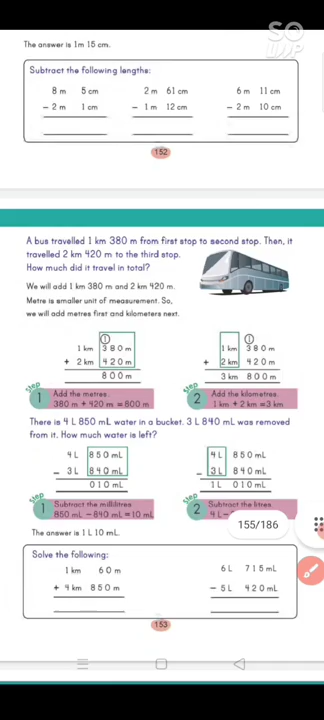 The answer is 1m 15 cm.
Subtract the following lengths:
8 m 5 cm 2 m 61 cm 6 m 11 cm
− 2 m 1 cm − 1 m 12 cm − 2 m 10 cm
152
A bus travelled 1 km 380 m from first stop to second stop. Then, it
travelled 2 km 420 m to the third stop.
How much did it travel in total?
We will add 1 km 380 m and 2 km 420 m.
Metre is smaller unit of measurement. So,
we will add metres first and kilometers next.
1 1
1 km 380 m 1 km 380 m
+ 2 km 420 m + 2 km 420 m
800 m 3 km 800 m
Step 1 Add the metres. Step 2 Add the kilometres.
380 m + 420 m = 800 m 1 km + 2 km = 3 km
There is 4 L 850 mL water in a bucket. 3 L 840 mL was removed
from it. How much water is left?
4 L 850 mL 4 L 850 mL
− 3 L 840 mL − 3 L 840 mL
010 mL 1 L 010 mL
Step 1 Subtract the millilitres Step 2 Subtract the litres
850 mL − 840 mL = 10 mL 4 L −
155/186
The answer is 1 L 10 mL.
Solve the following:
1 km 60 m 6 L 715 mL
+ 4 km 850 m − 5 L 420 mL
153